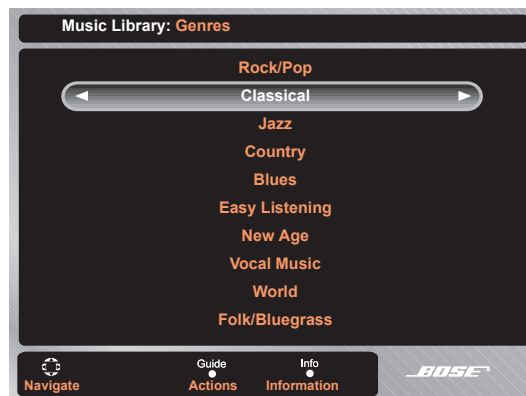 Music Library: Genres
Rock/Pop
Classical
Jazz
Country
Blues
Easy Listening
New Age
Vocal Music
World
Folk/Bluegrass
Guide Info
Navigate Actions Information
BOSE